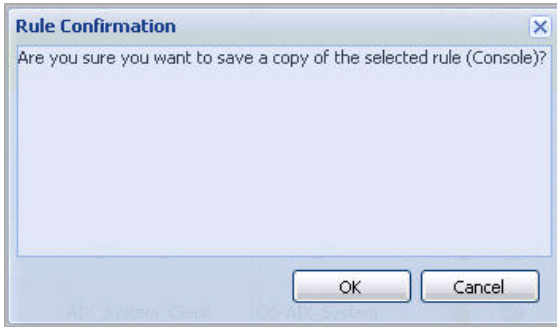 Rule Confirmation
Are you sure you want to save a copy of the selected rule (Console)?
OK
Cancel